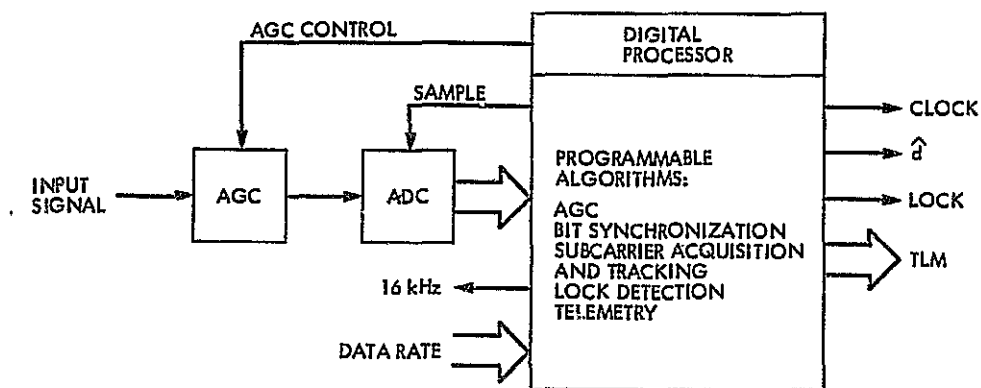 AGC CONTROL
DIGITAL
PROCESSOR
SAMPLE
INPUT
SIGNAL
AGC
ADC
16 kHz
DATA RATE
PROGRAMMABLE
ALGORITHMS:
AGC
BIT SYNCHRONIZATION
SUBCARRIER ACQUISITION
AND TRACKING
LOCK DETECTION
TELEMETRY
CLOCK
d̂
LOCK
TLM